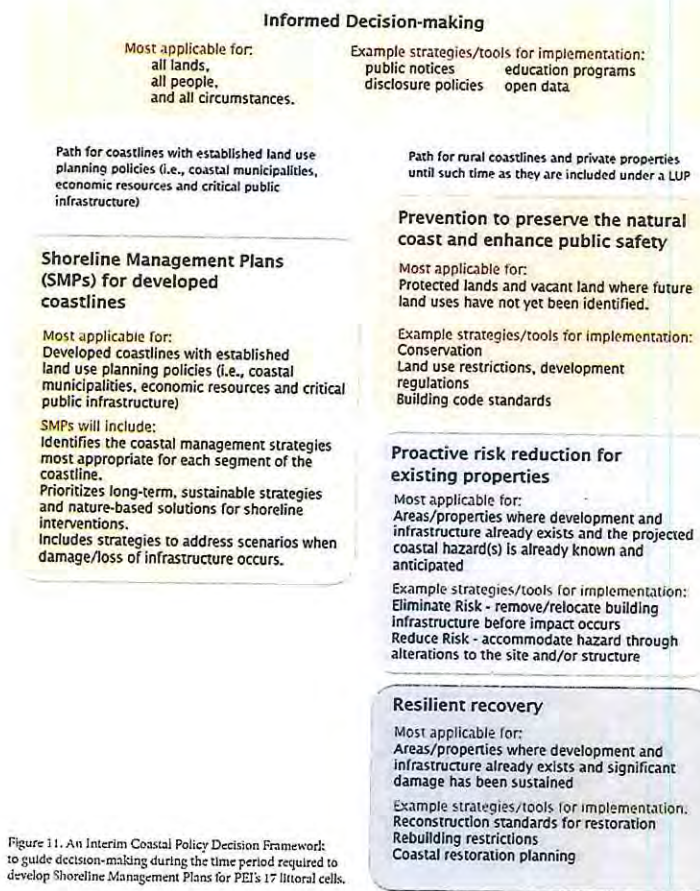 Informed Decision-making
Most applicable for:
all lands,
all people,
and all circumstances.
Example strategies/tools for implementation:
public notices education programs
disclosure policies open data
Path for coastlines with established land use
planning policies (i.e., coastal municipalities,
economic resources and critical public
infrastructure)
Shoreline Management Plans
(SMPs) for developed
coastlines
Most applicable for:
Developed coastlines with established
land use planning policies (i.e., coastal
municipalities, economic resources and critical
public infrastructure)
SMPs will include:
Identifies the coastal management strategies
most appropriate for each segment of the
coastline.
Prioritizes long-term, sustainable strategies
and nature-based solutions for shoreline
interventions.
Includes strategies to address scenarios when
damage/loss of infrastructure occurs.
Path for rural coastlines and private properties
until such time as they are included under a LUP
Prevention to preserve the natural
coast and enhance public safety
Most applicable for:
Protected lands and vacant land where future
land uses have not yet been identified.
Example strategies/tools for implementation:
Conservation
Land use restrictions, development
regulations
Building code standards
Proactive risk reduction for
existing properties
Most applicable for:
Areas/properties where development and
infrastructure already exists and the projected
coastal hazard(s) is already known and
anticipated
Example strategies/tools for implementation:
Eliminate Risk - remove/relocate building
infrastructure before impact occurs
Reduce Risk - accommodate hazard through
alterations to the site and/or structure
Resilient recovery
Most applicable for:
Areas/properties where development and
infrastructure already exists and significant
damage has been sustained
Example strategies/tools for implementation:
Reconstruction standards for restoration
Rebuilding restrictions
Coastal restoration planning
Figure 11. An Interim Coastal Policy Decision Framework
to guide decision-making during the time period required to
develop Shoreline Management Plans for PEI's 17 littoral cells.